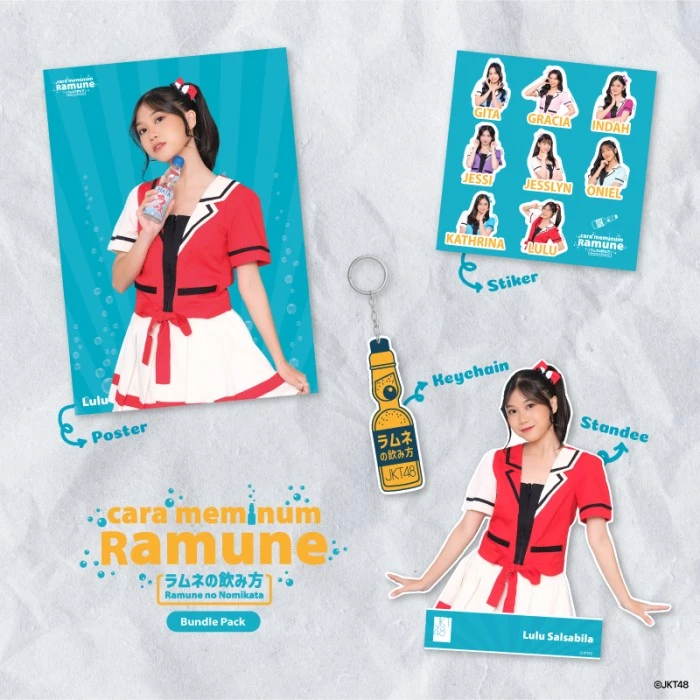 cara meminum
Ramune
Lulu
Poster
GITA
GRACIA
INDAH
JESSI
JESSLYN
ONIEL
KATHRINA
LULU
cara meminum
Ramune
Stiker
Keychain
ラムネ
の飲み方
JKT48
Standee
cara meminum
Ramune
ラムネの飲み方
Ramune no Nomikata
Bundle Pack
Lulu Salsabila
©JKT48